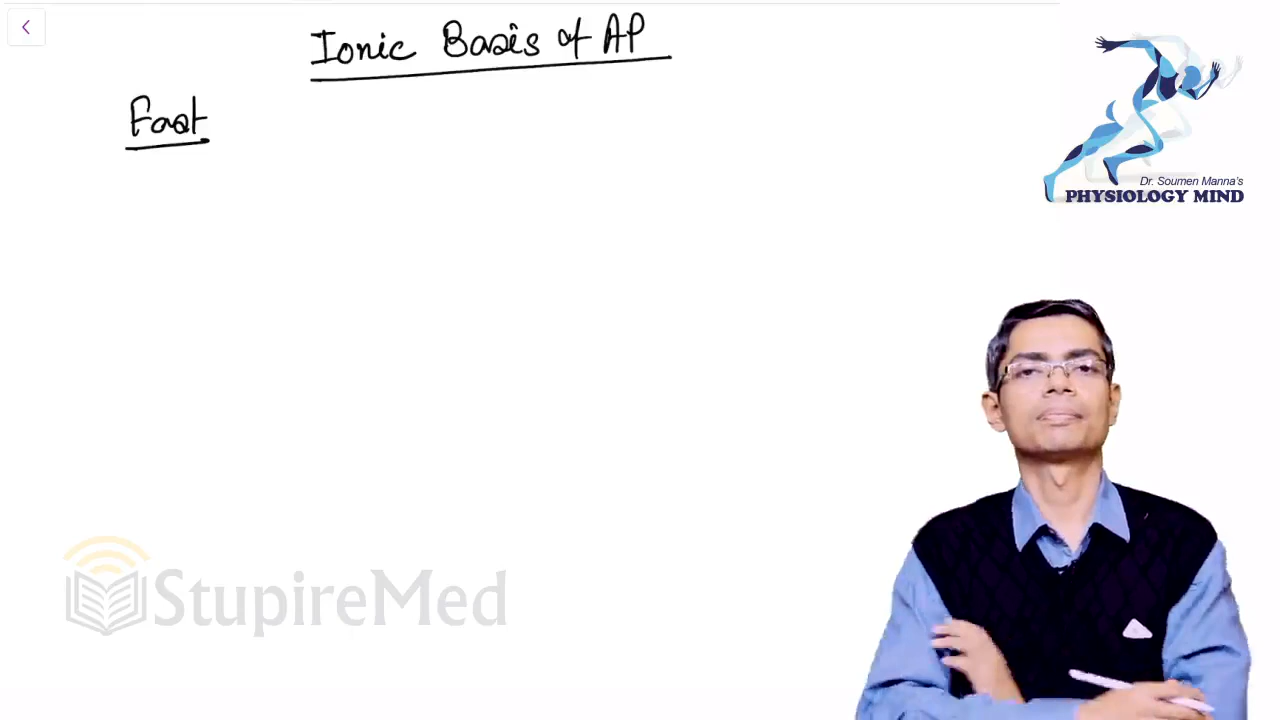 Ionic Basis of AP
Fast
Dr. Soumen Manna's
PHYSIOLOGY MIND
StupireMed